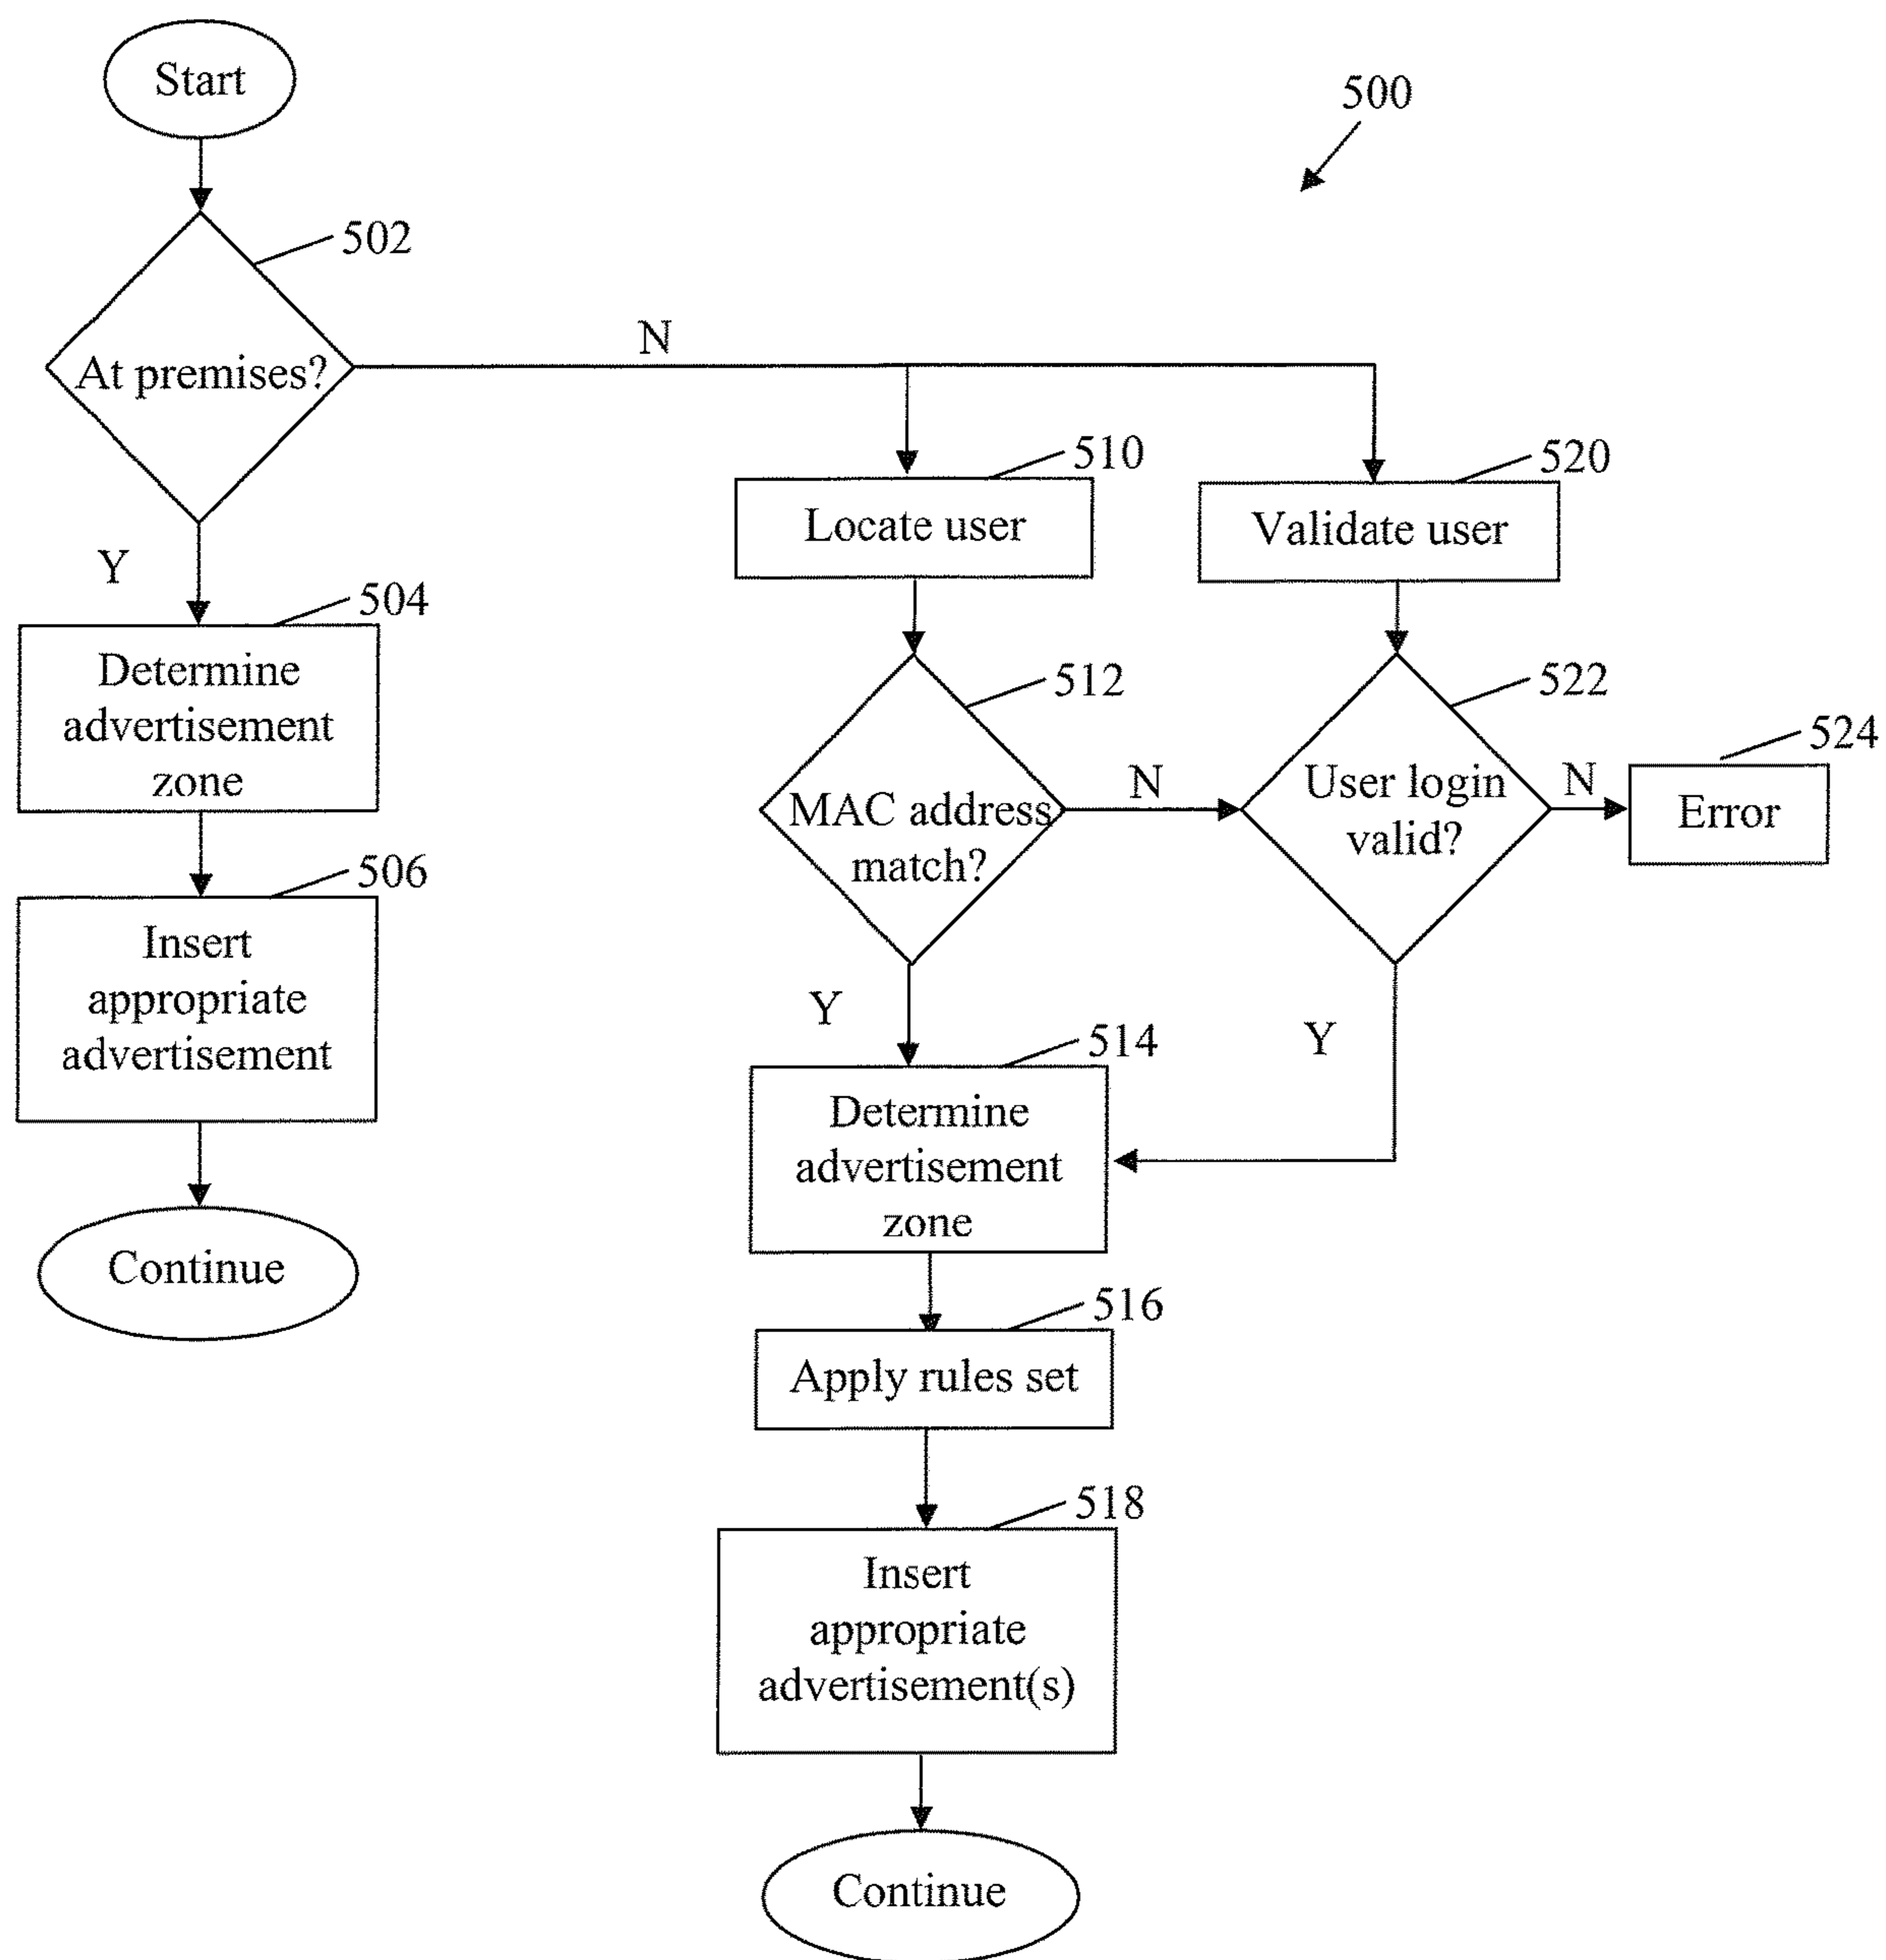 Start
500
502
At premises?
N
Y
510
Locate user
520
Validate user
504
Determine
advertisement
zone
512
MAC address
match?
N
522
User login
valid?
N
524
Error
506
Insert
appropriate
advertisement
Y
Y
514
Determine
advertisement
zone
Continue
516
Apply rules set
518
Insert
appropriate
advertisement(s)
Continue